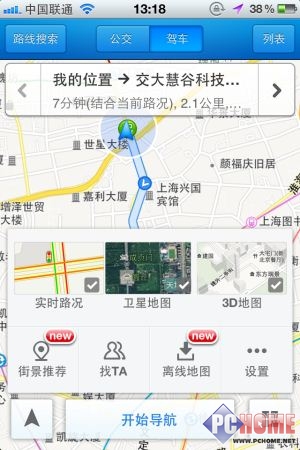 中国联通
13:18
38%
路线搜索
公交
驾车
列表
我的位置 → 交大慧谷科技…
7分钟(结合当前路况), 2.1公里…
世星大楼
颜福庆旧居
嘉利大厦
上海兴国
宾馆
增泽世贸
大厦
上海图书
实时路况
卫星地图
3D地图
new
new
街景推荐
找TA
离线地图
设置
开始导航
凯旋大厦
PCHOME
www.pchome.net